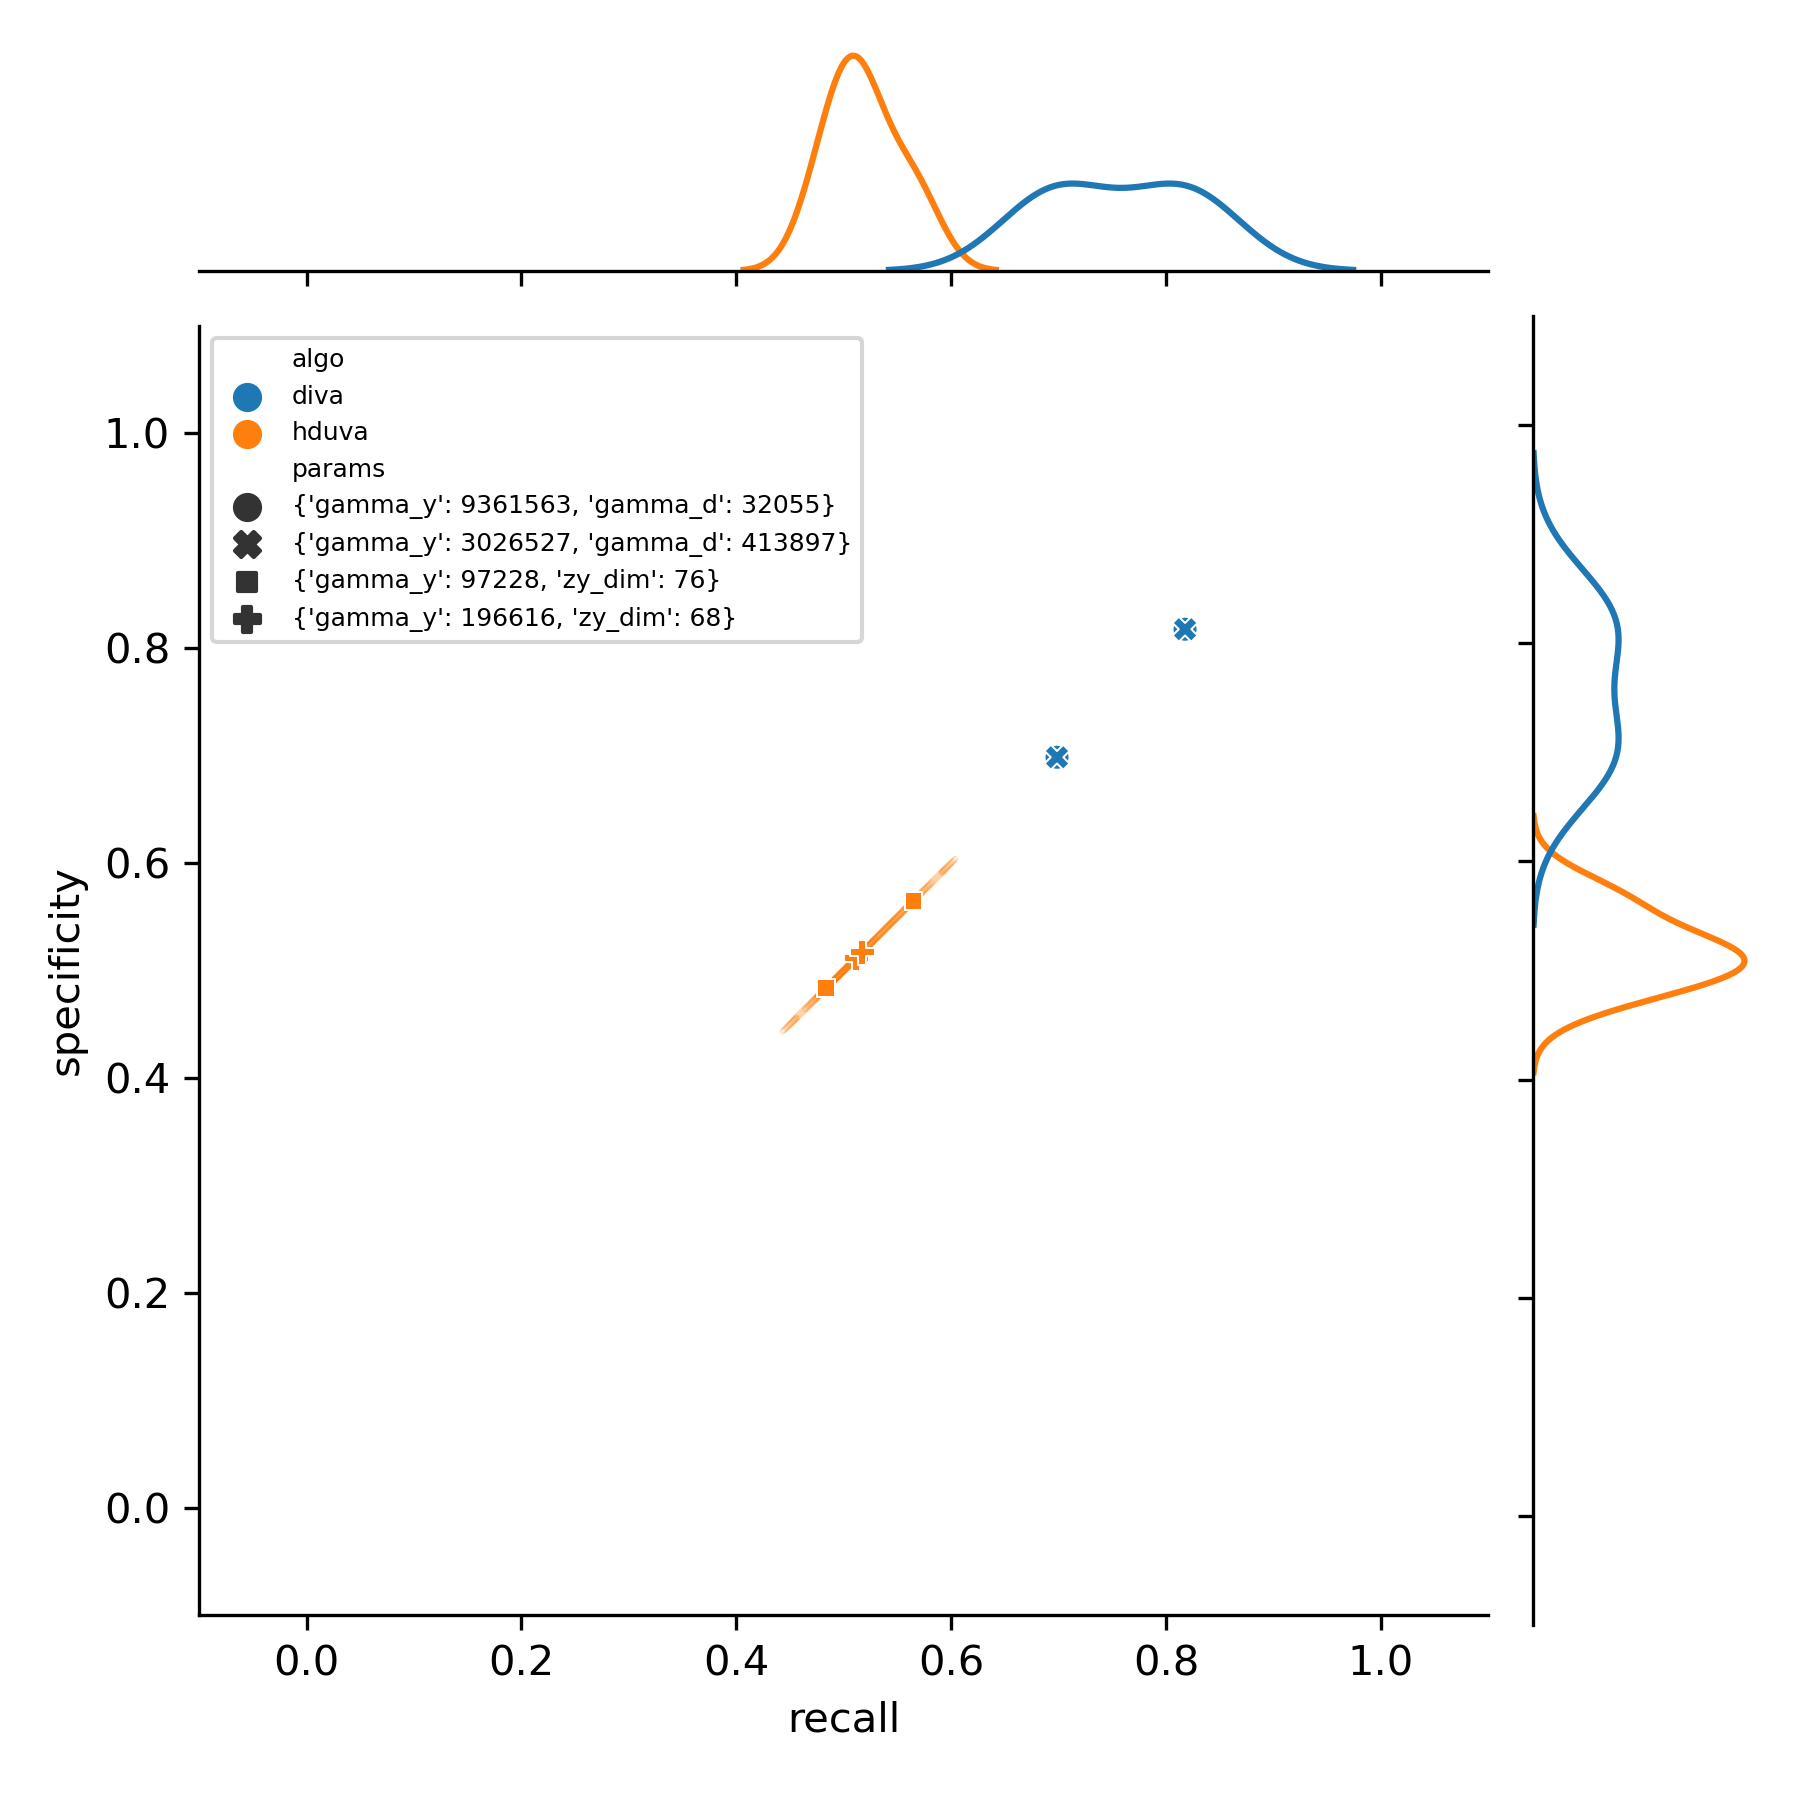 algo
diva
hduva
params
{'gamma_y': 9361563, 'gamma_d': 32055}
{'gamma_y': 3026527, 'gamma_d': 413897}
{'gamma_y': 97228, 'zy_dim': 76}
{'gamma_y': 196616, 'zy_dim': 68}
1.0
0.8
0.6
0.4
0.2
0.0
specificity
0.0 0.2 0.4 0.6 0.8 1.0
recall